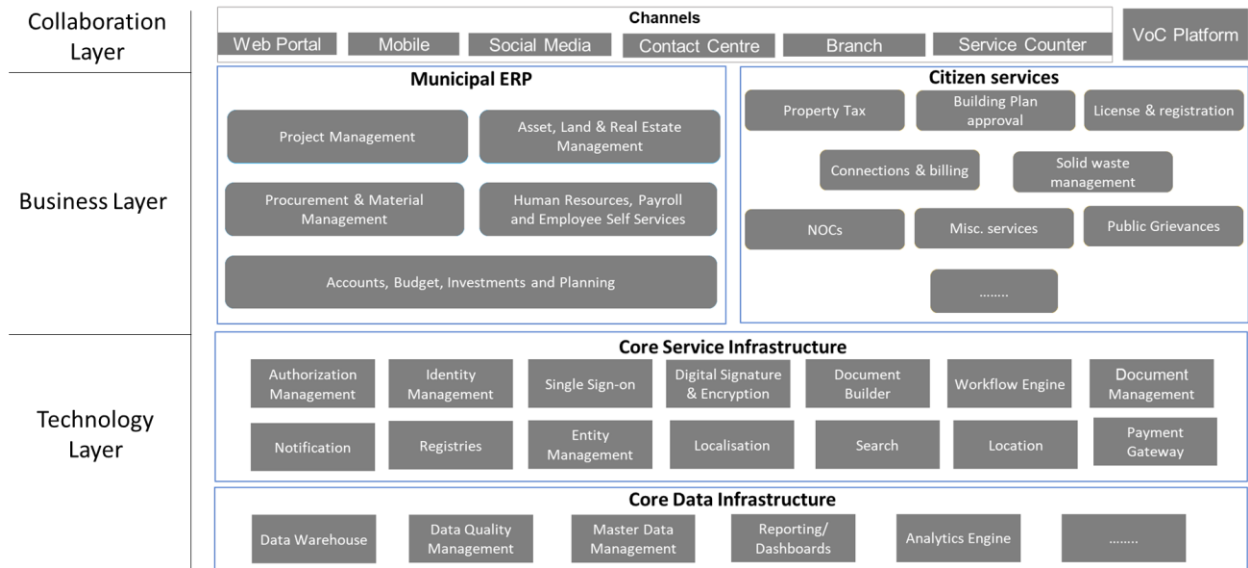 Collaboration
Layer
Channels
Web Portal
Mobile
Social Media
Contact Centre
Branch
Service Counter
VoC Platform
Business Layer
Municipal ERP
Project Management
Asset, Land & Real Estate
Management
Procurement & Material
Management
Human Resources, Payroll
and Employee Self Services
Accounts, Budget, Investments and Planning
Citizen services
Property Tax
Building Plan
approval
License & registration
Connections & billing
Solid waste
management
NOCs
Misc. services
Public Grievances
........
Technology
Layer
Core Service Infrastructure
Authorization
Management
Identity
Management
Single Sign-on
Digital Signature
& Encryption
Document
Builder
Workflow Engine
Document
Management
Notification
Registries
Entity
Management
Localisation
Search
Location
Payment
Gateway
Core Data Infrastructure
Data Warehouse
Data Quality
Management
Master Data
Management
Reporting/
Dashboards
Analytics Engine
........